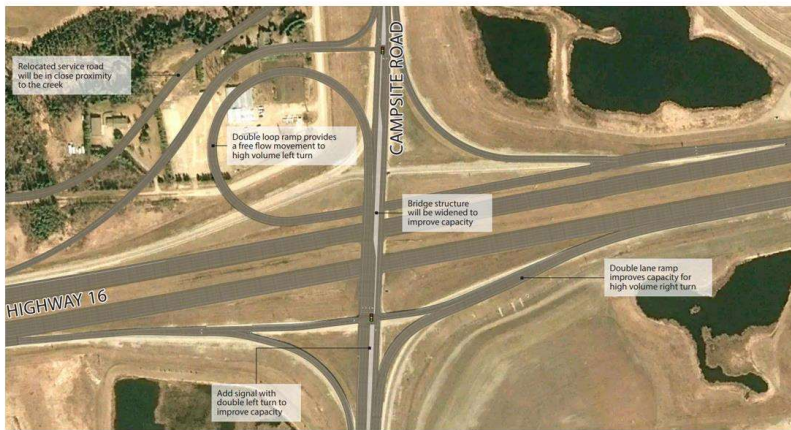 Relocated service road
will be in close proximity
to the creek
CAMPSITE ROAD
Double loop ramp provides
a free flow movement to
high volume left turn
Bridge structure
will be widened to
improve capacity
Double lane ramp
improves capacity for
high volume right turn
HIGHWAY 16
Add signal with
double left turn to
improve capacity